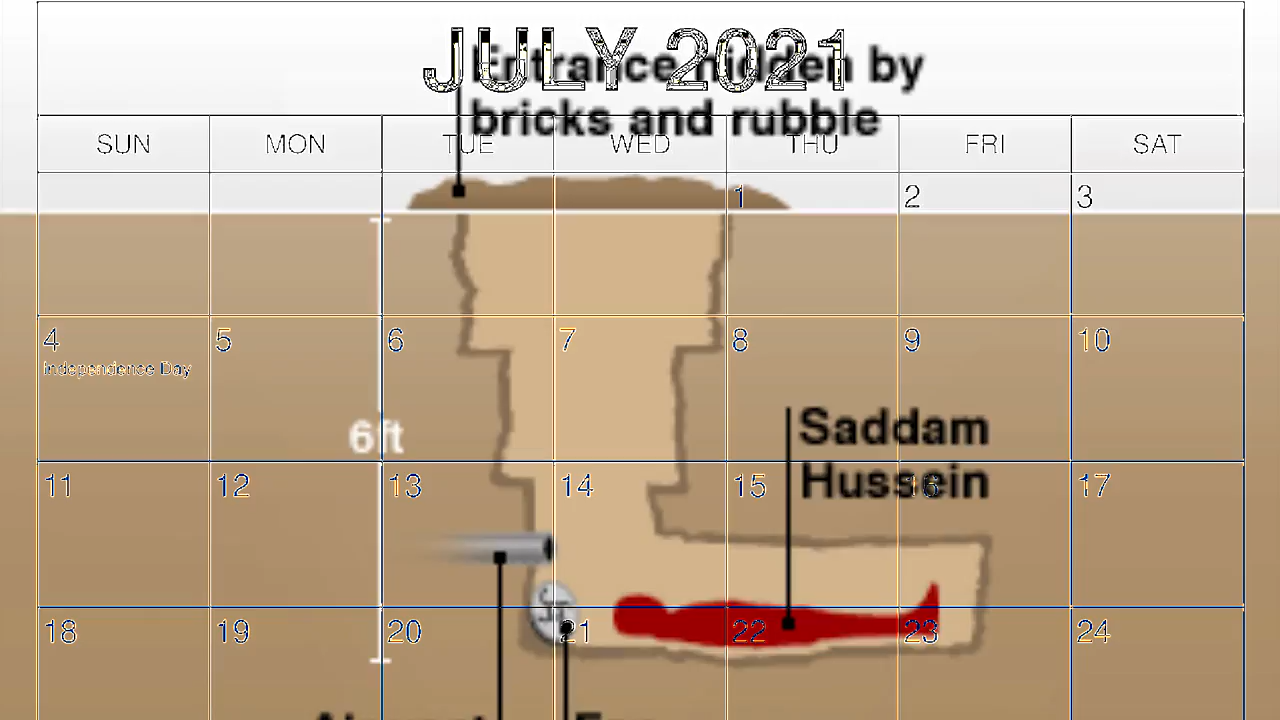 JULY 2021
Entrance hidden by
bricks and rubble
SUN MON TUE WED THU FRI SAT
1 2 3
4 5 6 7 8 9 10
Independence Day
6ft
Saddam
Hussein
11 12 13 14 15 16 17
18 19 20 21 22 23 24